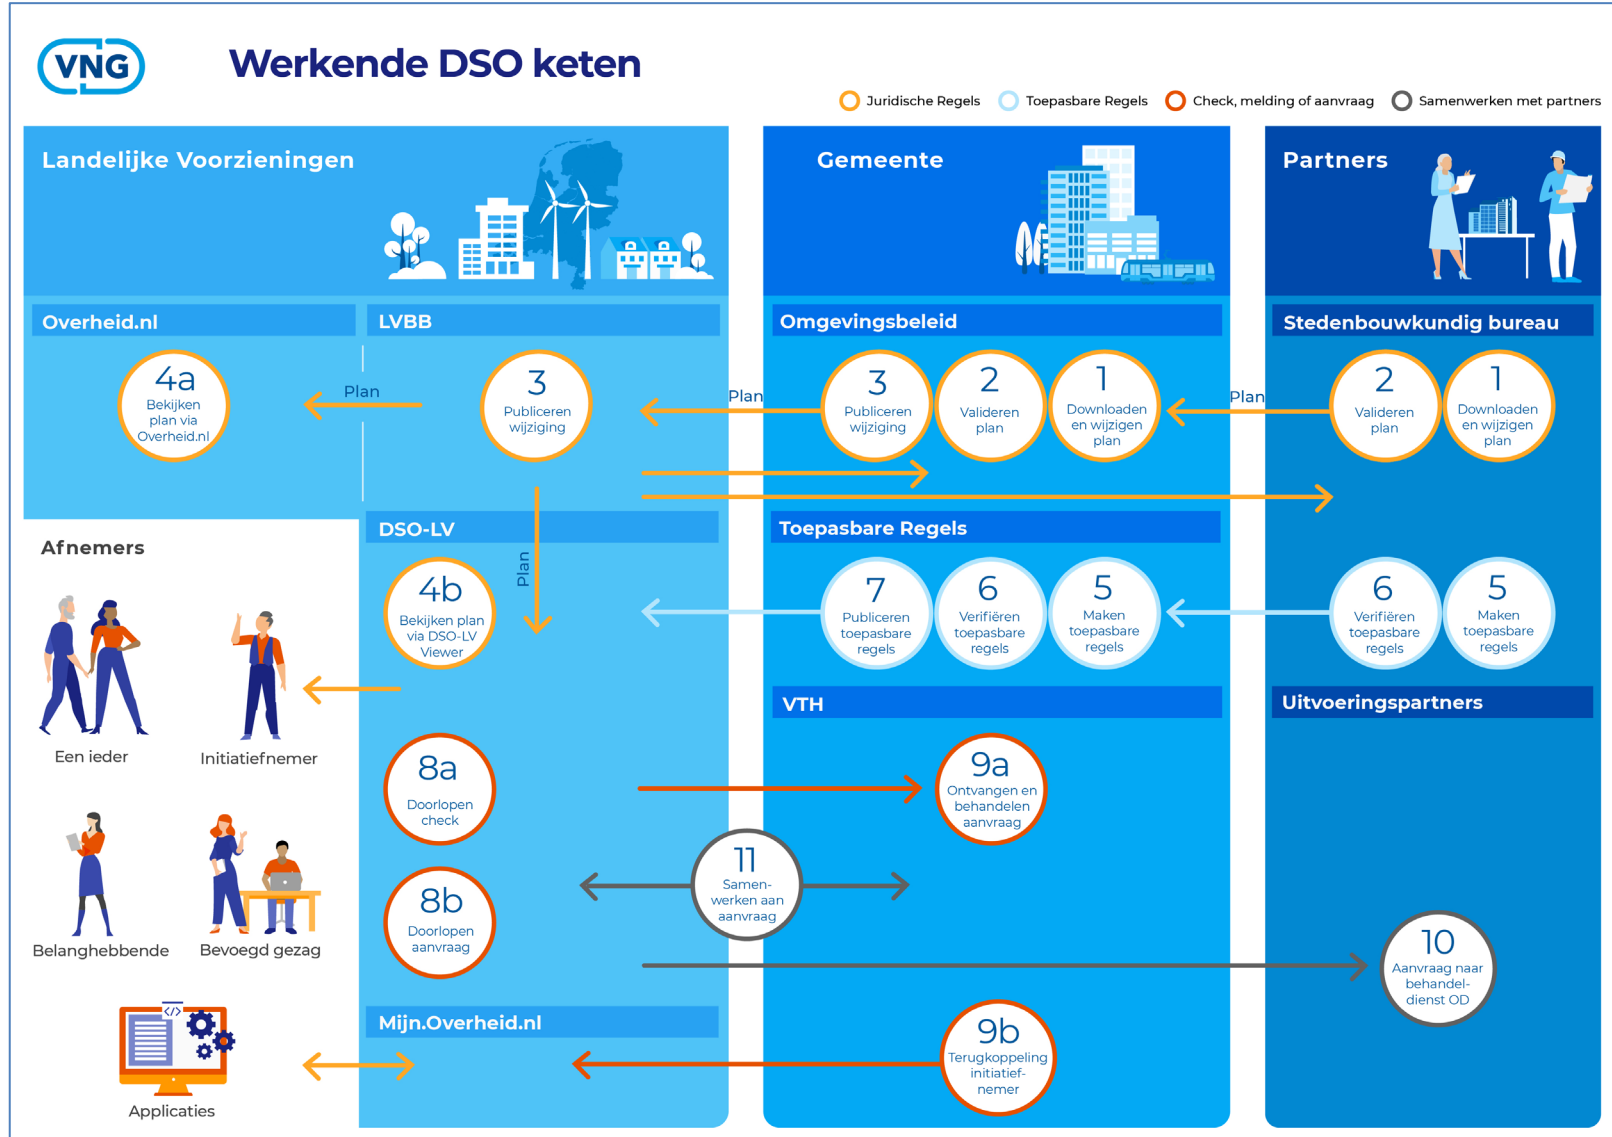 VNG
Werkende DSO keten
Juridische Regels
Toepasbare Regels
Check, melding of aanvraag
Samenwerken met partners
Landelijke Voorzieningen
Gemeente
Partners
Overheid.nl
LVBB
Omgevingsbeleid
Stedenbouwkundig bureau
4a
Bekijken
plan via
Overheid.nl
Plan
3
Publiceren
wijziging
Plan
3
Publiceren
wijziging
2
Valideren
plan
1
Downloaden
en wijzigen
plan
Plan
2
Valideren
plan
1
Downloaden
en wijzigen
plan
Afnemers
DSO-LV
Toepasbare Regels
4b
Bekijken plan
via DSO-LV
Viewer
Plan
7
Publiceren
toepasbare
regels
6
Verifiëren
toepasbare
regels
5
Maken
toepasbare
regels
6
Verifiëren
toepasbare
regels
5
Maken
toepasbare
regels
Een ieder
Initiatiefnemer
VTH
Uitvoeringspartners
8a
Doorlopen
check
9a
Ontvangen en
behandelen
aanvraag
11
Samen-
werken aan
aanvraag
8b
Doorlopen
aanvraag
Belanghebbende
Bevoegd gezag
10
Aanvraag naar
behandel-
dienst OD
Mijn.Overheid.nl
9b
Terugkoppeling
initiatief-
nemer
</>
Applicaties